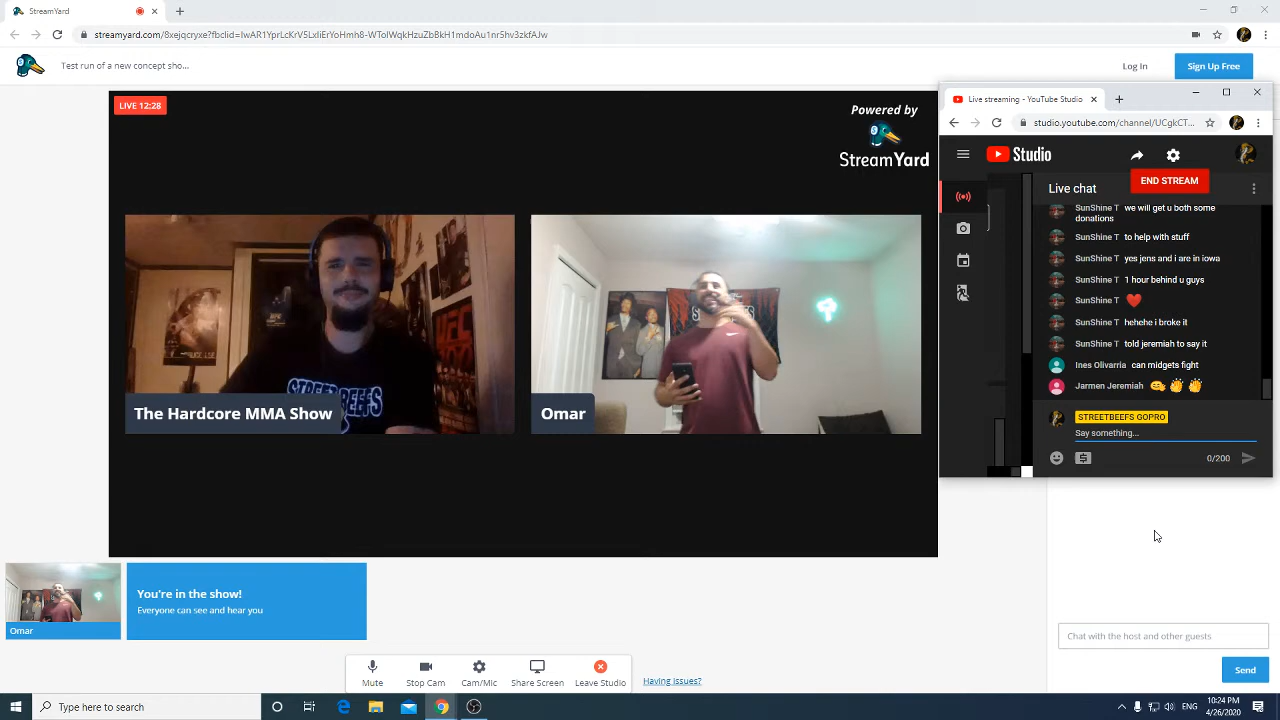 StreamYard
streamyard.com/8xejqcryxe?fbclid=IwAR1YprLcKrV5LxliErYoHmh8-WTolWqkHzuZbBkH1mdoAu1nr5hv3zkfAJw
Test run of a new concept sho...
Log In
Sign Up Free
LIVE 12:28
Powered by
StreamYard
The Hardcore MMA Show
STREETBEEFS
Omar
Live streaming - YouTube Studio
studio.youtube.com/channel/UCgkCT...
Studio
END STREAM
Live chat
SunShine T we will get u both some
donations
SunShine T to help with stuff
SunShine T yes jens and i are in iowa
SunShine T 1 hour behind u guys
SunShine T ❤
SunShine T hehehe i broke it
SunShine T told jeremiah to say it
Ines Olivarria can midgets fight
Jarmen Jeremiah
STREETBEEFS GOPRO
Say something...
0/200
Omar
You're in the show!
Everyone can see and hear you
Mute
Stop Cam
Cam/Mic
Share Screen
Leave Studio
Having issues?
Chat with the host and other guests
Send
Type here to search
10:24 PM
4/26/2020